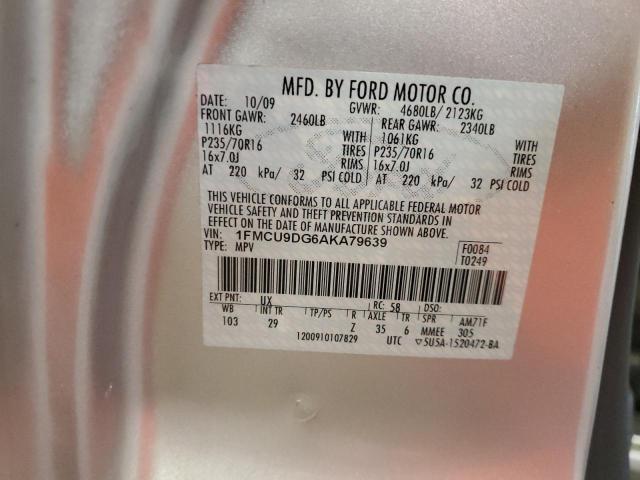 MFD. BY FORD MOTOR CO.
DATE: 10/09 GVWR: 4680LB/ 2123KG
FRONT GAWR: 2460LB REAR GAWR: 2340LB
1116KG WITH 1061KG WITH
P235/70R16 TIRES P235/70R16 TIRES
16x7.0J RIMS 16x7.0J RIMS
AT 220 kPa/ 32 PSI COLD AT 220 kPa/ 32 PSI COLD
THIS VEHICLE CONFORMS TO ALL APPLICABLE FEDERAL MOTOR
VEHICLE SAFETY AND THEFT PREVENTION STANDARDS IN
EFFECT ON THE DATE OF MANUFACTURE SHOWN ABOVE.
VIN: 1FMCU9DG6AKA79639
TYPE: MPV
F0084
T0249
EXT PNT: UX RC: 58 DSO:
WB INT TR TP/PS R AXLE TR SPR AM71F
103 29 Z 35 6 MMEE 305
1200910107829 UTC ▽5U5A-1520472-BA